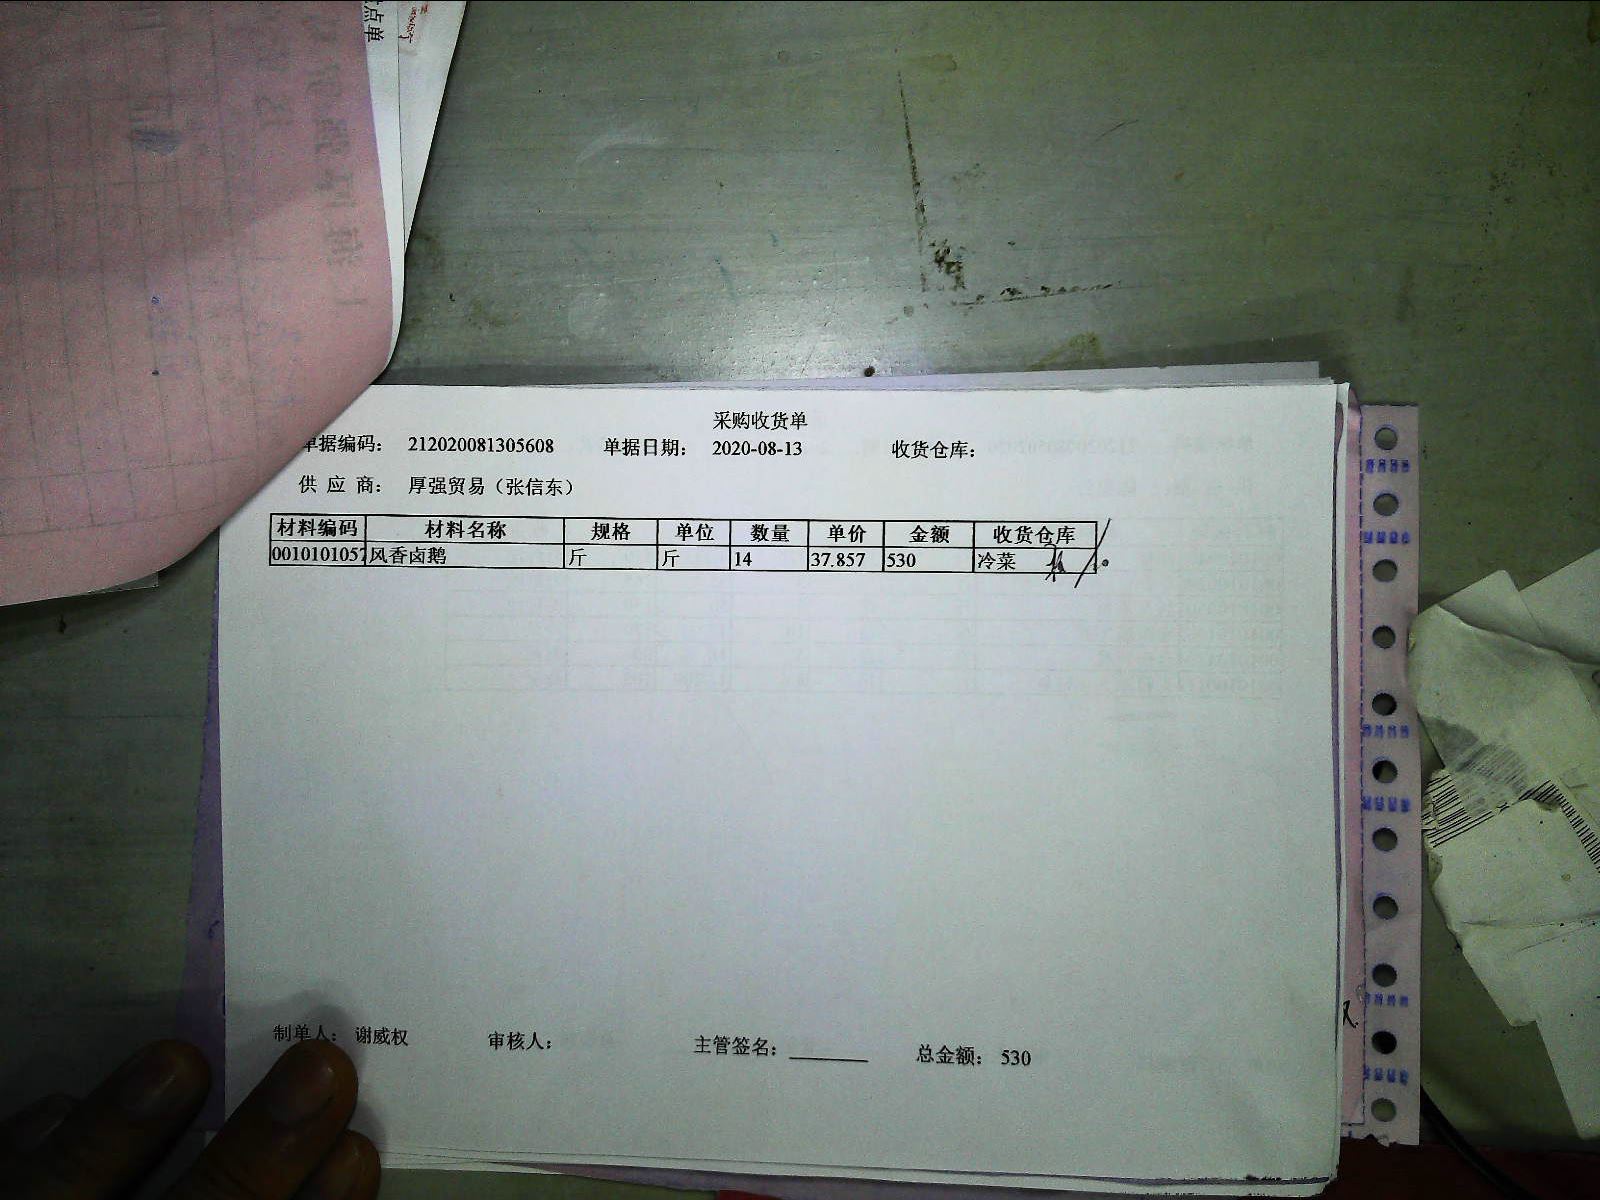 点单
采购收货单
单据编码： 212020081305608 单据日期： 2020-08-13 收货仓库：
供 应 商： 厚强贸易（张信东）
材料编码 材料名称 规格 单位 数量 单价 金额 收货仓库
0010101057 风香卤鹅 斤 斤 14 37.857 530 冷菜
制单人： 谢威权 审核人： 主管签名： 总金额： 530